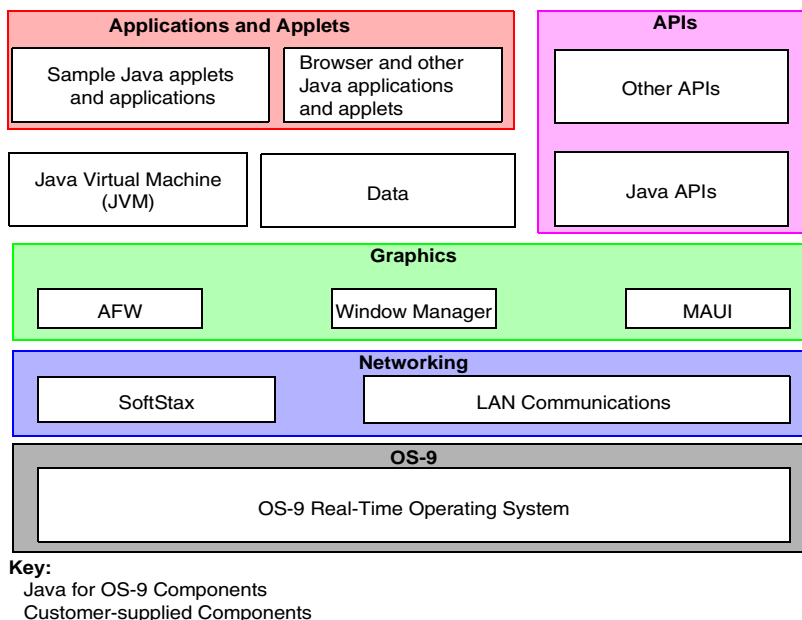 Applications and Applets
Sample Java applets
and applications
Browser and other
Java applications
and applets
APIs
Other APIs
Java Virtual Machine
(JVM)
Data
Java APIs
Graphics
AFW
Window Manager
MAUI
Networking
SoftStax
LAN Communications
OS-9
OS-9 Real-Time Operating System
Key:
Java for OS-9 Components
Customer-supplied Components